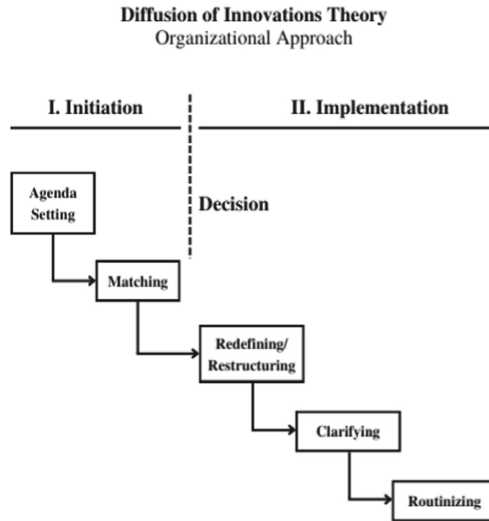 Diffusion of Innovations Theory
Organizational Approach
I. Initiation
II. Implementation
Agenda
Setting
Decision
Matching
Redefining/
Restructuring
Clarifying
Routinizing